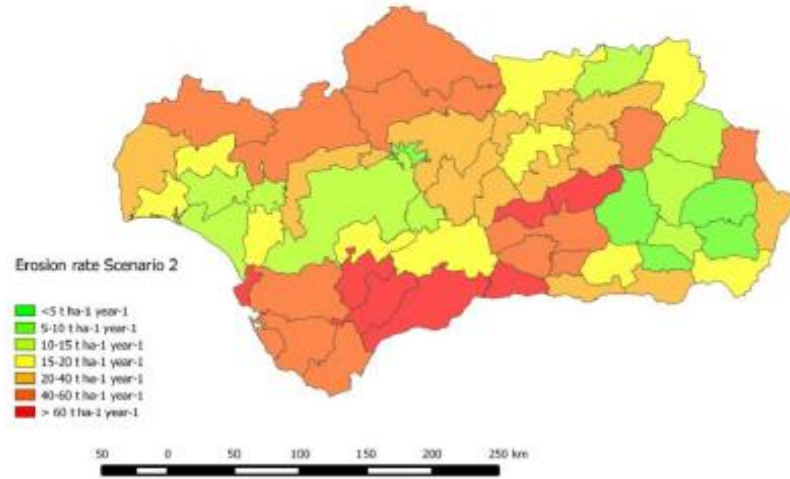 Erosion rate Scenario 2
<5 t ha-1 year-1
5-10 t ha-1 year-1
10-15 t ha-1 year-1
15-20 t ha-1 year-1
20-40 t ha-1 year-1
40-60 t ha-1 year-1
> 60 t ha-1 year-1
50 0 50 100 150 200 250 km